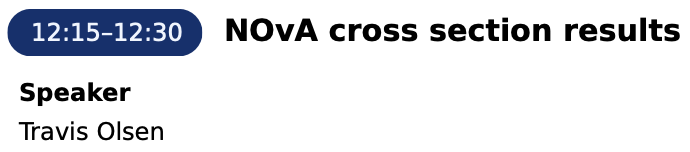 12:15–12:30 NOvA cross section results
Speaker
Travis Olsen